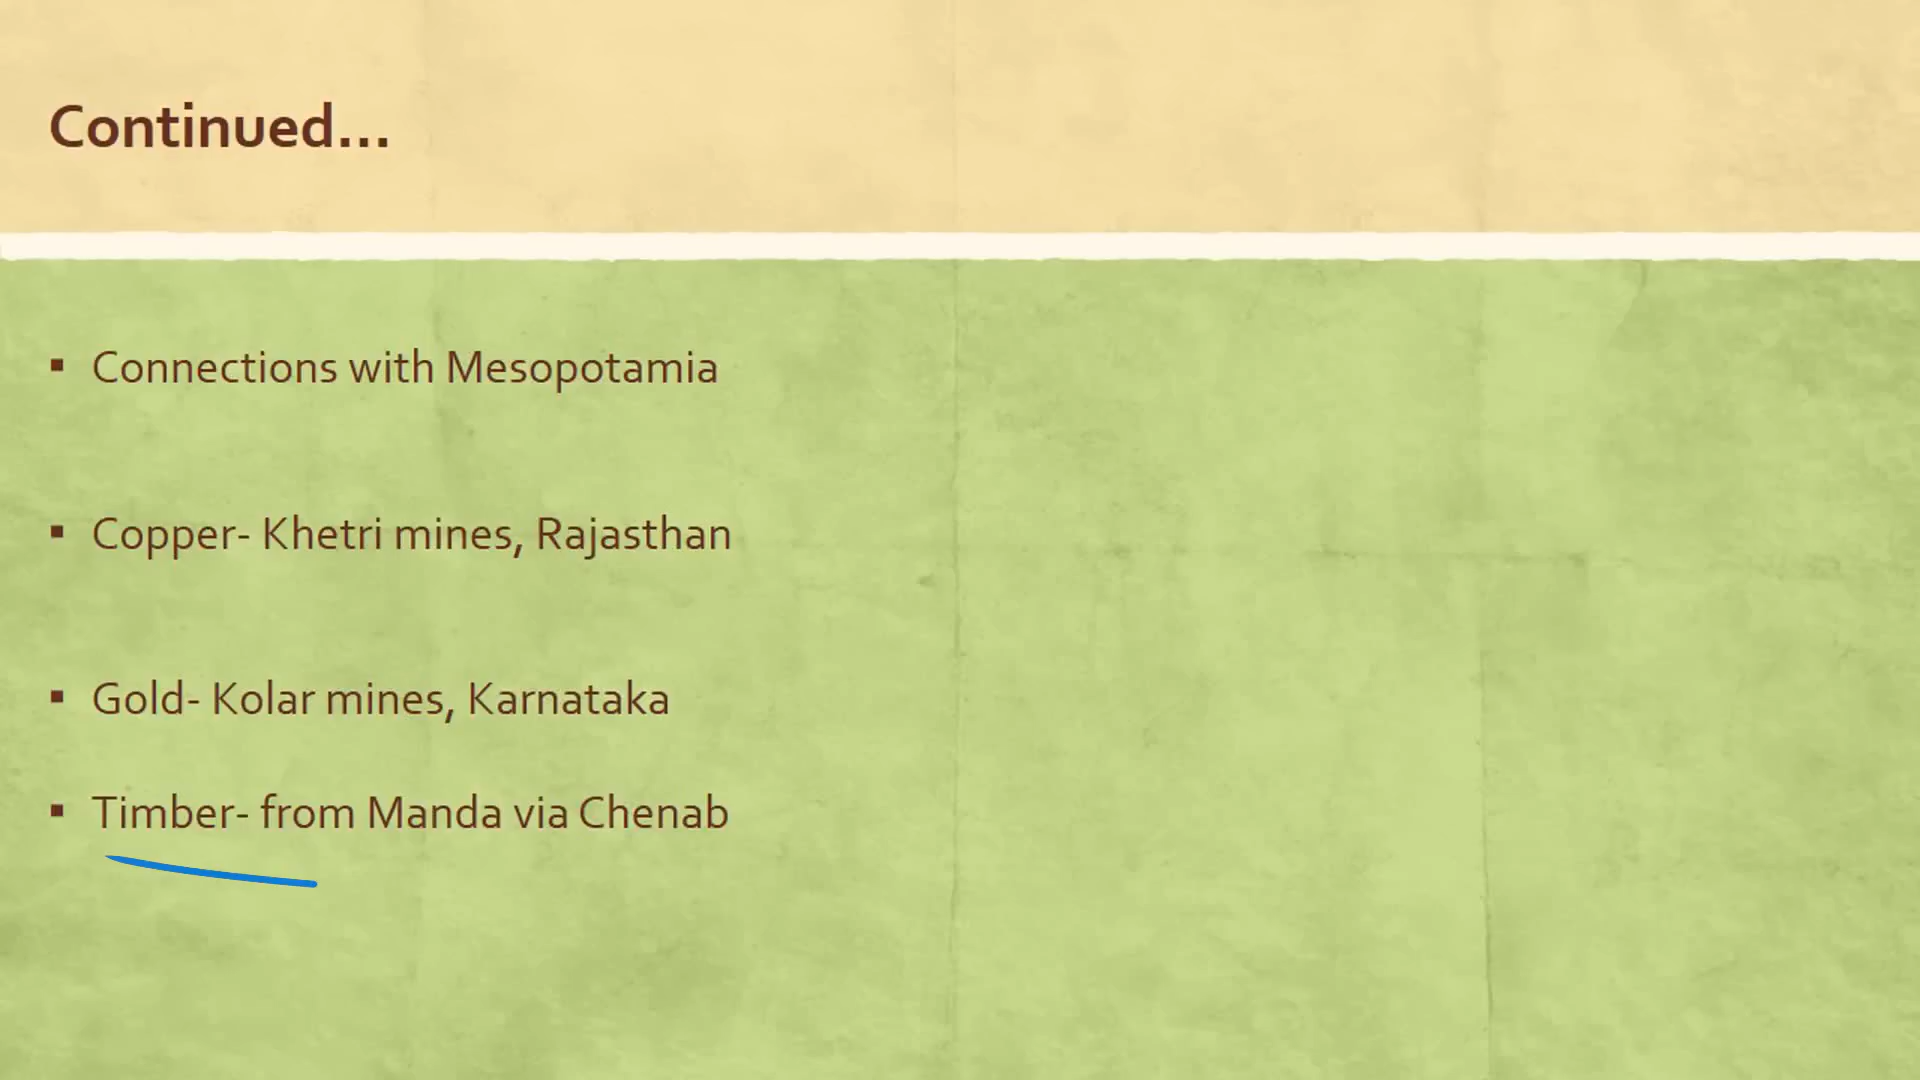 Continued...
▪ Connections with Mesopotamia
▪ Copper- Khetri mines, Rajasthan
▪ Gold- Kolar mines, Karnataka
▪ Timber- from Manda via Chenab